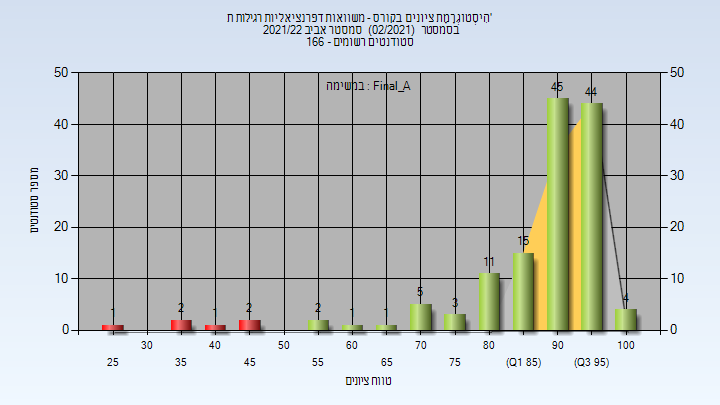 היסטוגרמת ציונים בקורס - משוואות דפרנציאליות רגילות ת'
בסמסטר (02/2021) סמסטר אביב 2021/22
סטודנטים רשומים - 166
במשימה : Final_A
מספר סטודנטים
50 50
40 40
30 30
20 20
10 10
0 0
1 2 1 2 2 1 1 5 3 11 15 45 44 4
30 40 50 60 70 80 90 100
25 35 45 55 65 75 (Q1 85) (Q3 95)
טווח ציונים